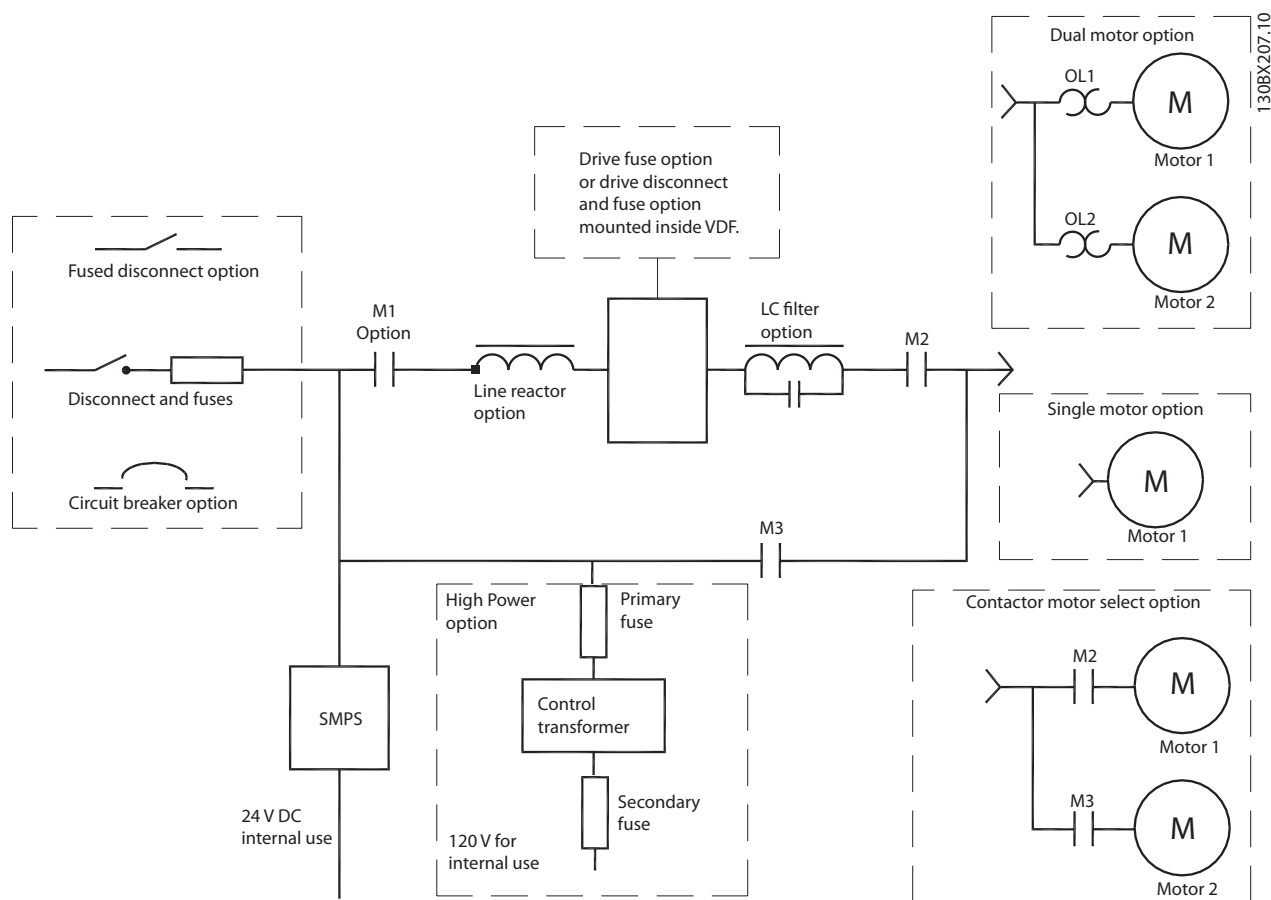 130BX207.10
Dual motor option
OL1
M
Motor 1
OL2
M
Motor 2
Drive fuse option
or drive disconnect
and fuse option
mounted inside VDF.
Fused disconnect option
Disconnect and fuses
Circuit breaker option
M1
Option
Line reactor
option
LC filter
option
M2
M3
Single motor option
M
Motor 1
High Power
option
Primary
fuse
Control
transformer
Secondary
fuse
120 V for
internal use
SMPS
24 V DC
internal use
Contactor motor select option
M2
M
Motor 1
M3
M
Motor 2